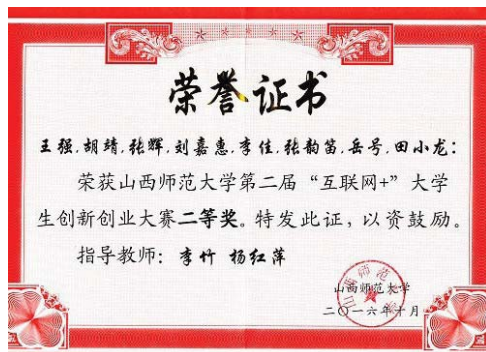 荣誉证书
王强.胡靖.张辉.刘嘉惠.李佳.张韵笛.岳号.田小龙：
荣获山西师范大学第二届“互联网+”大学
生创新创业大赛二等奖。特发此证，以资鼓励。
指导教师：李竹 杨红萍
山西师范大学
二〇一六年十月